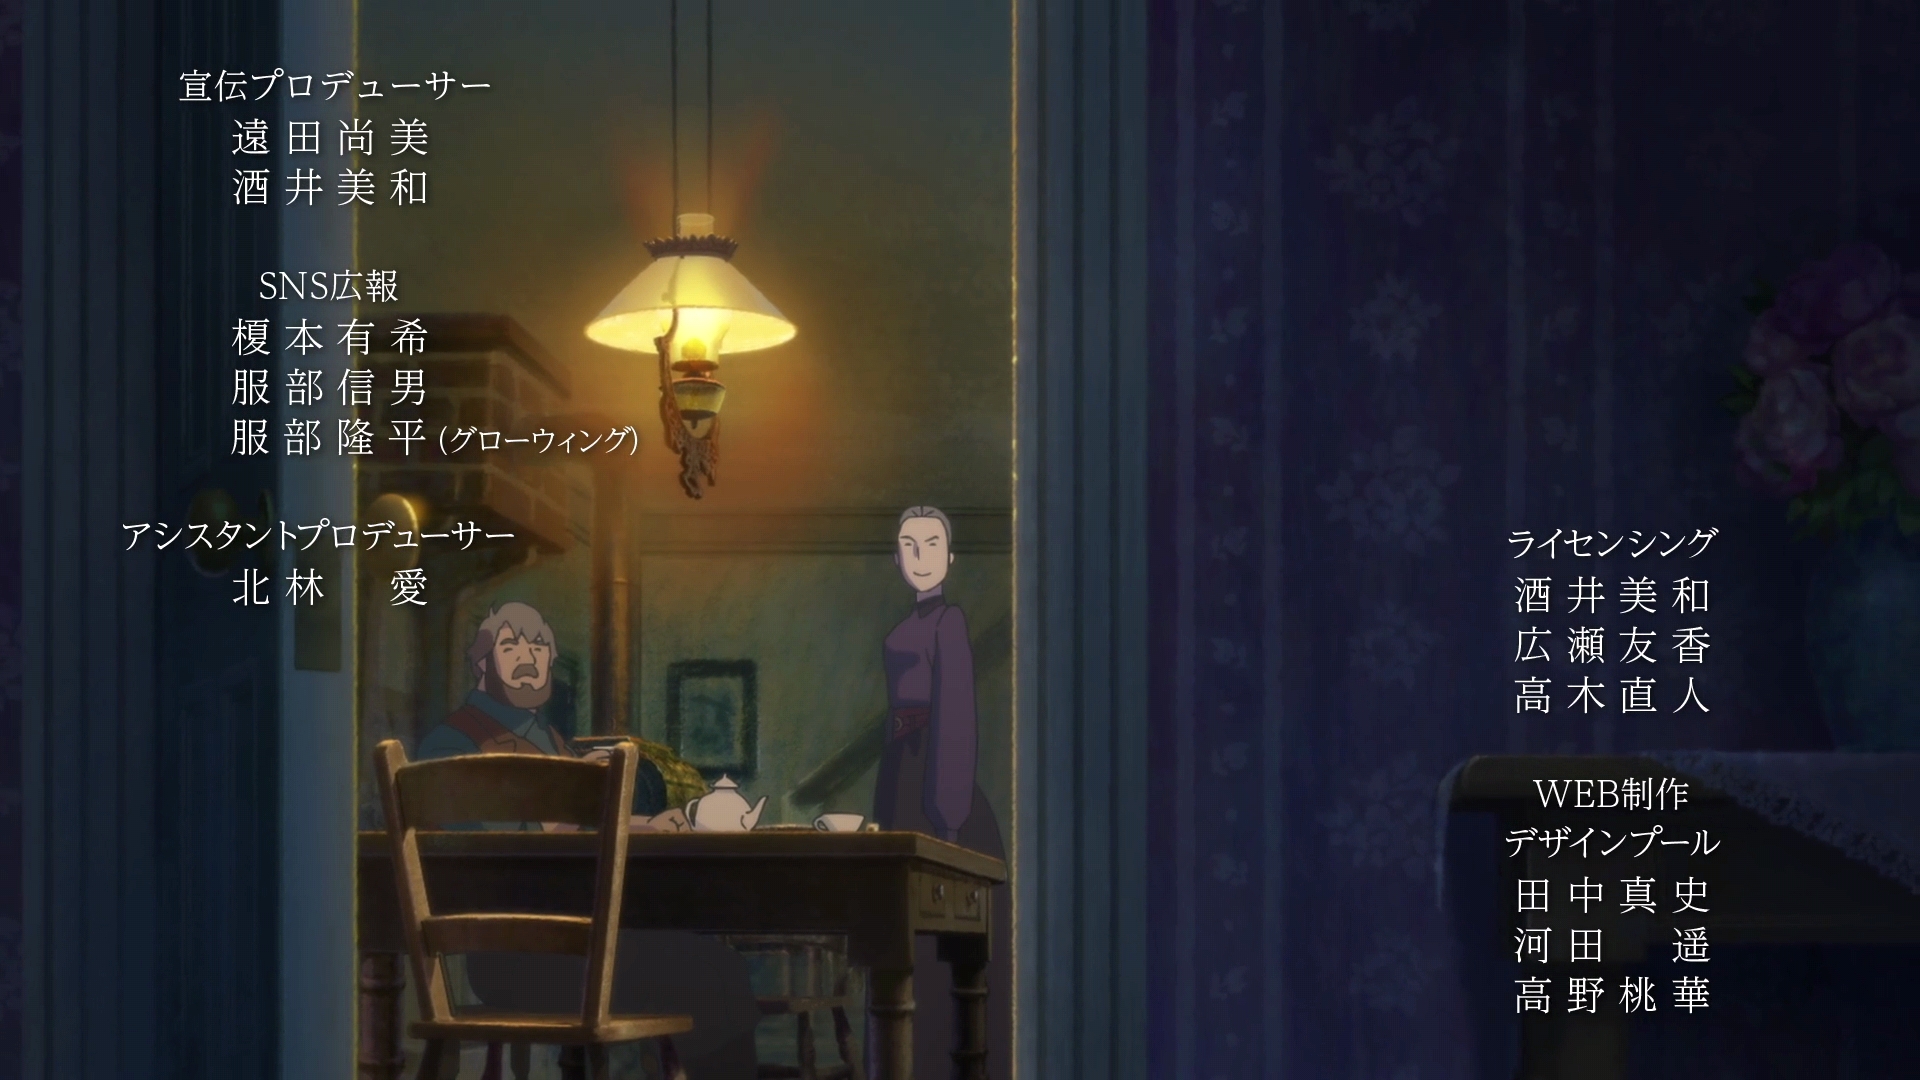 宣伝プロデューサー
遠田尚美
酒井美和
SNS広報
榎本有希
服部信男
服部隆平(グローウィング)
アシスタントプロデューサー
北林 愛
ライセンシング
酒井美和
広瀬友香
高木直人
WEB制作
デザインプール
田中真史
河田 遥
高野桃華